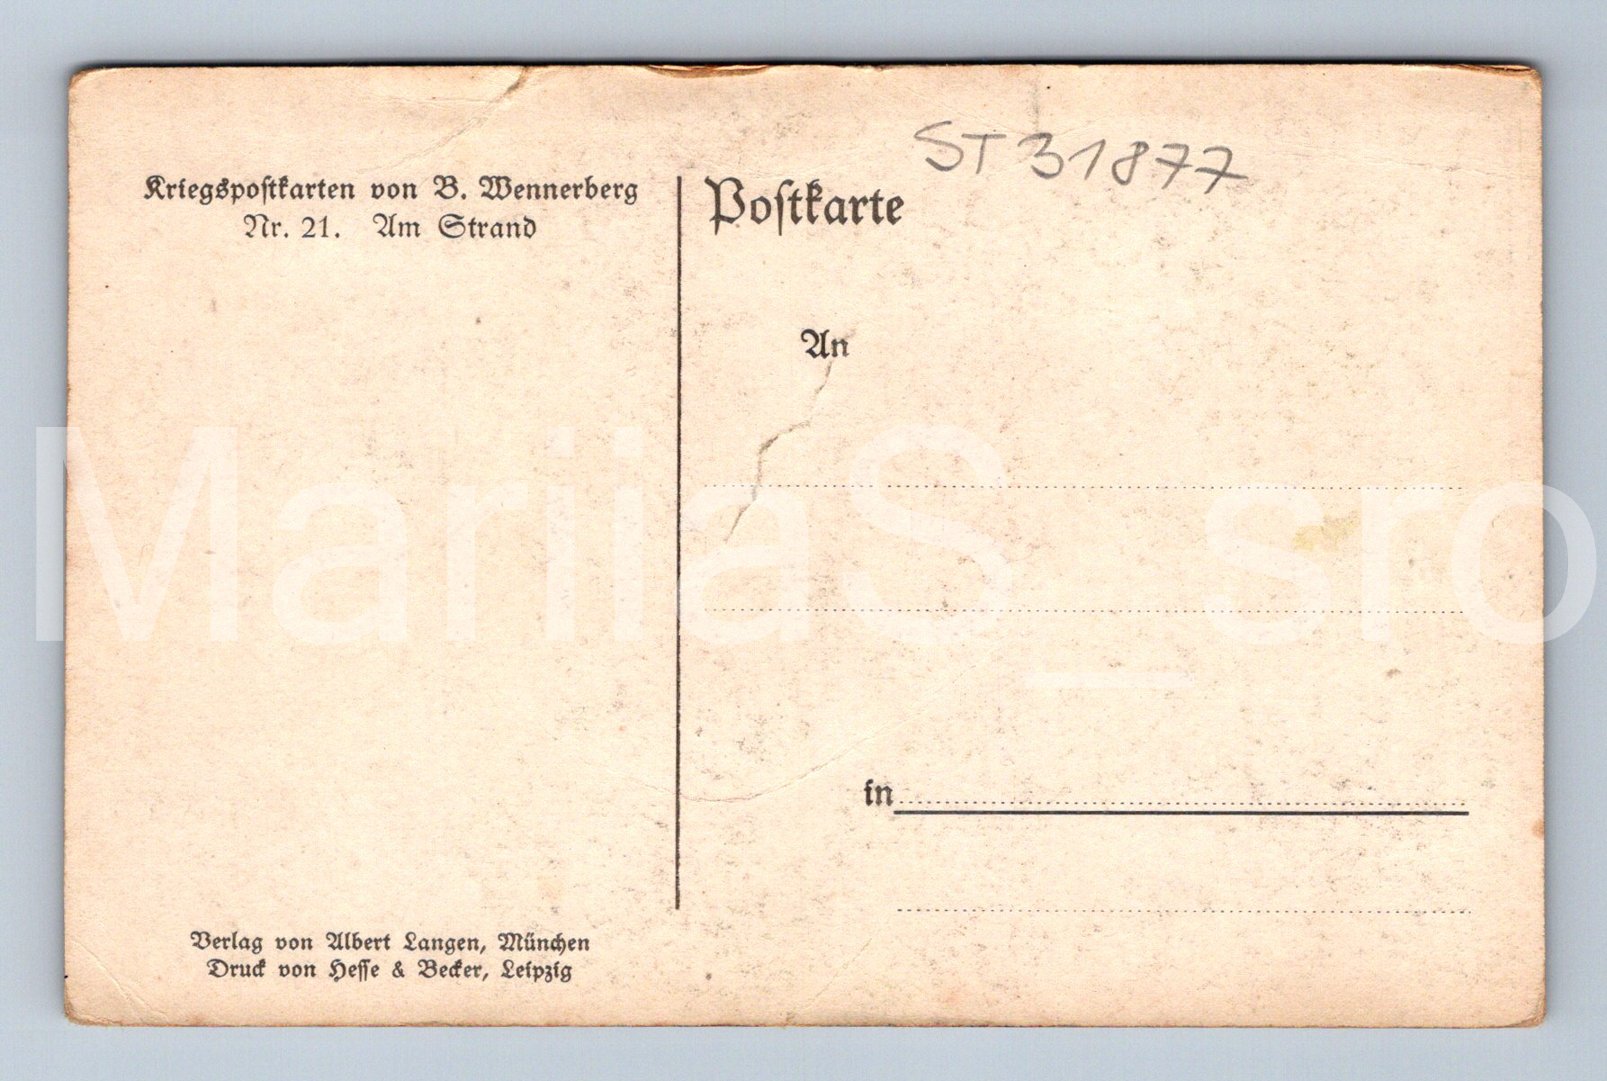 ST 31877
Kriegspostkarten von B. Wennerberg
Nr. 21. Am Strand
Postkarte
An
in
Verlag von Albert Langen, München
Druck von Hesse & Becker, Leipzig
MariiaS_sro